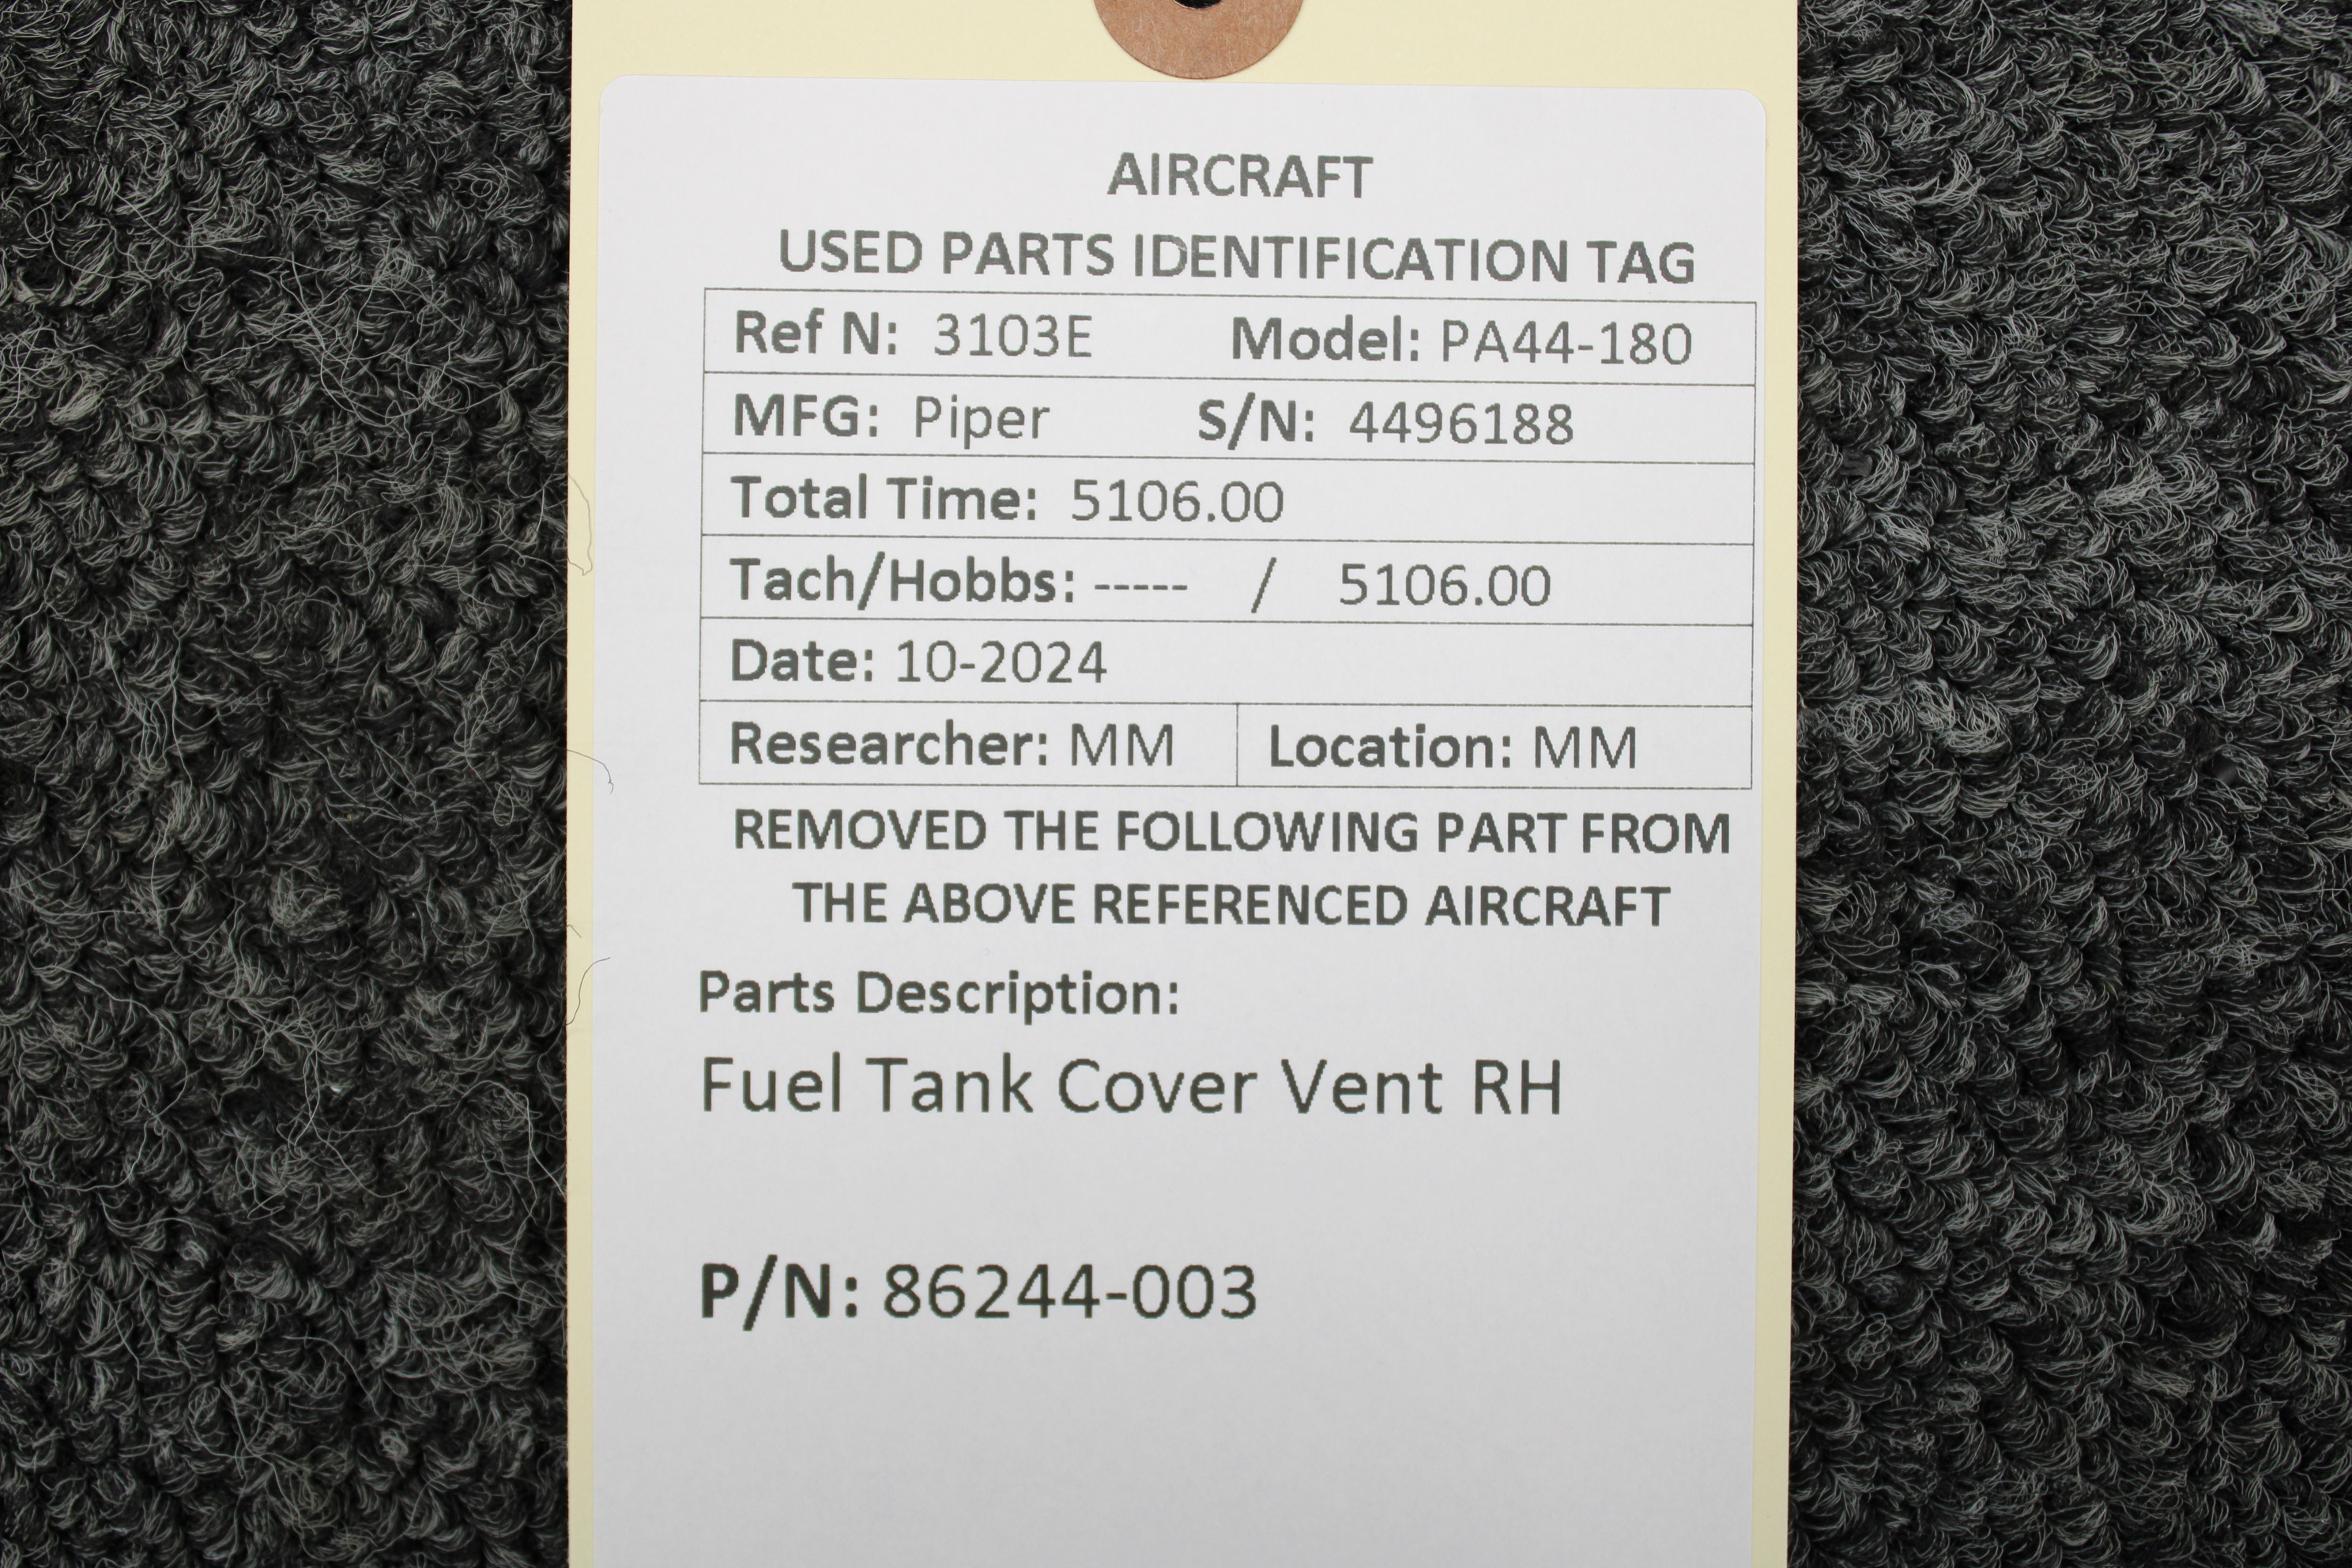 AIRCRAFT
USED PARTS IDENTIFICATION TAG
Ref N: 3103E Model: PA44-180
MFG: Piper S/N: 4496188
Total Time: 5106.00
Tach/Hobbs: ----- / 5106.00
Date: 10-2024
Researcher: MM Location: MM
REMOVED THE FOLLOWING PART FROM
THE ABOVE REFERENCED AIRCRAFT
Parts Description:
Fuel Tank Cover Vent RH
P/N: 86244-003